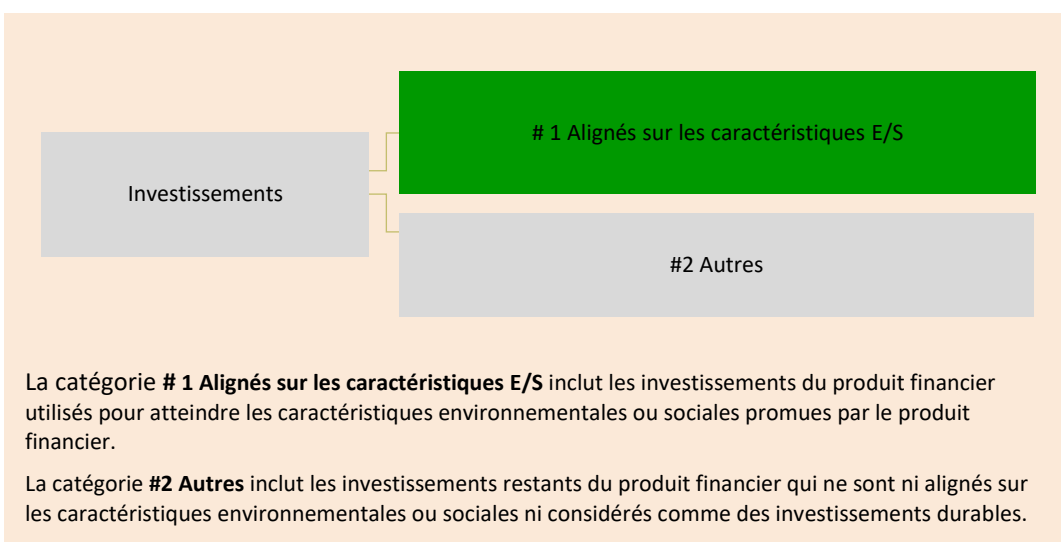 # 1 Alignés sur les caractéristiques E/S
Investissements
#2 Autres
La catégorie # 1 Alignés sur les caractéristiques E/S inclut les investissements du produit financier
utilisés pour atteindre les caractéristiques environnementales ou sociales promues par le produit
financier.
La catégorie #2 Autres inclut les investissements restants du produit financier qui ne sont ni alignés sur
les caractéristiques environnementales ou sociales ni considérés comme des investissements durables.